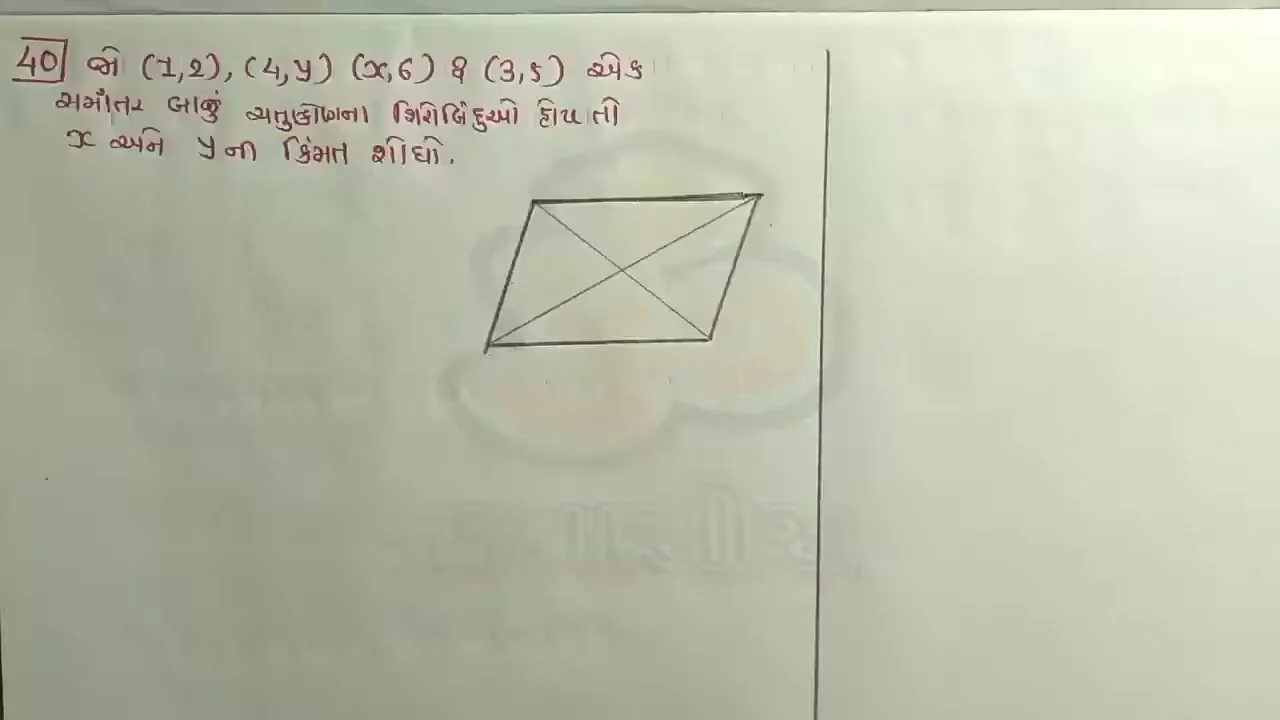 40 જો (1,2), (4,y) (x,6) & (3,5) એક
સમાંતર બાજું ચતુષ્કોણના શિરોબિંદુઓ હોય તો
x અને y ની કિંમત શોધો.